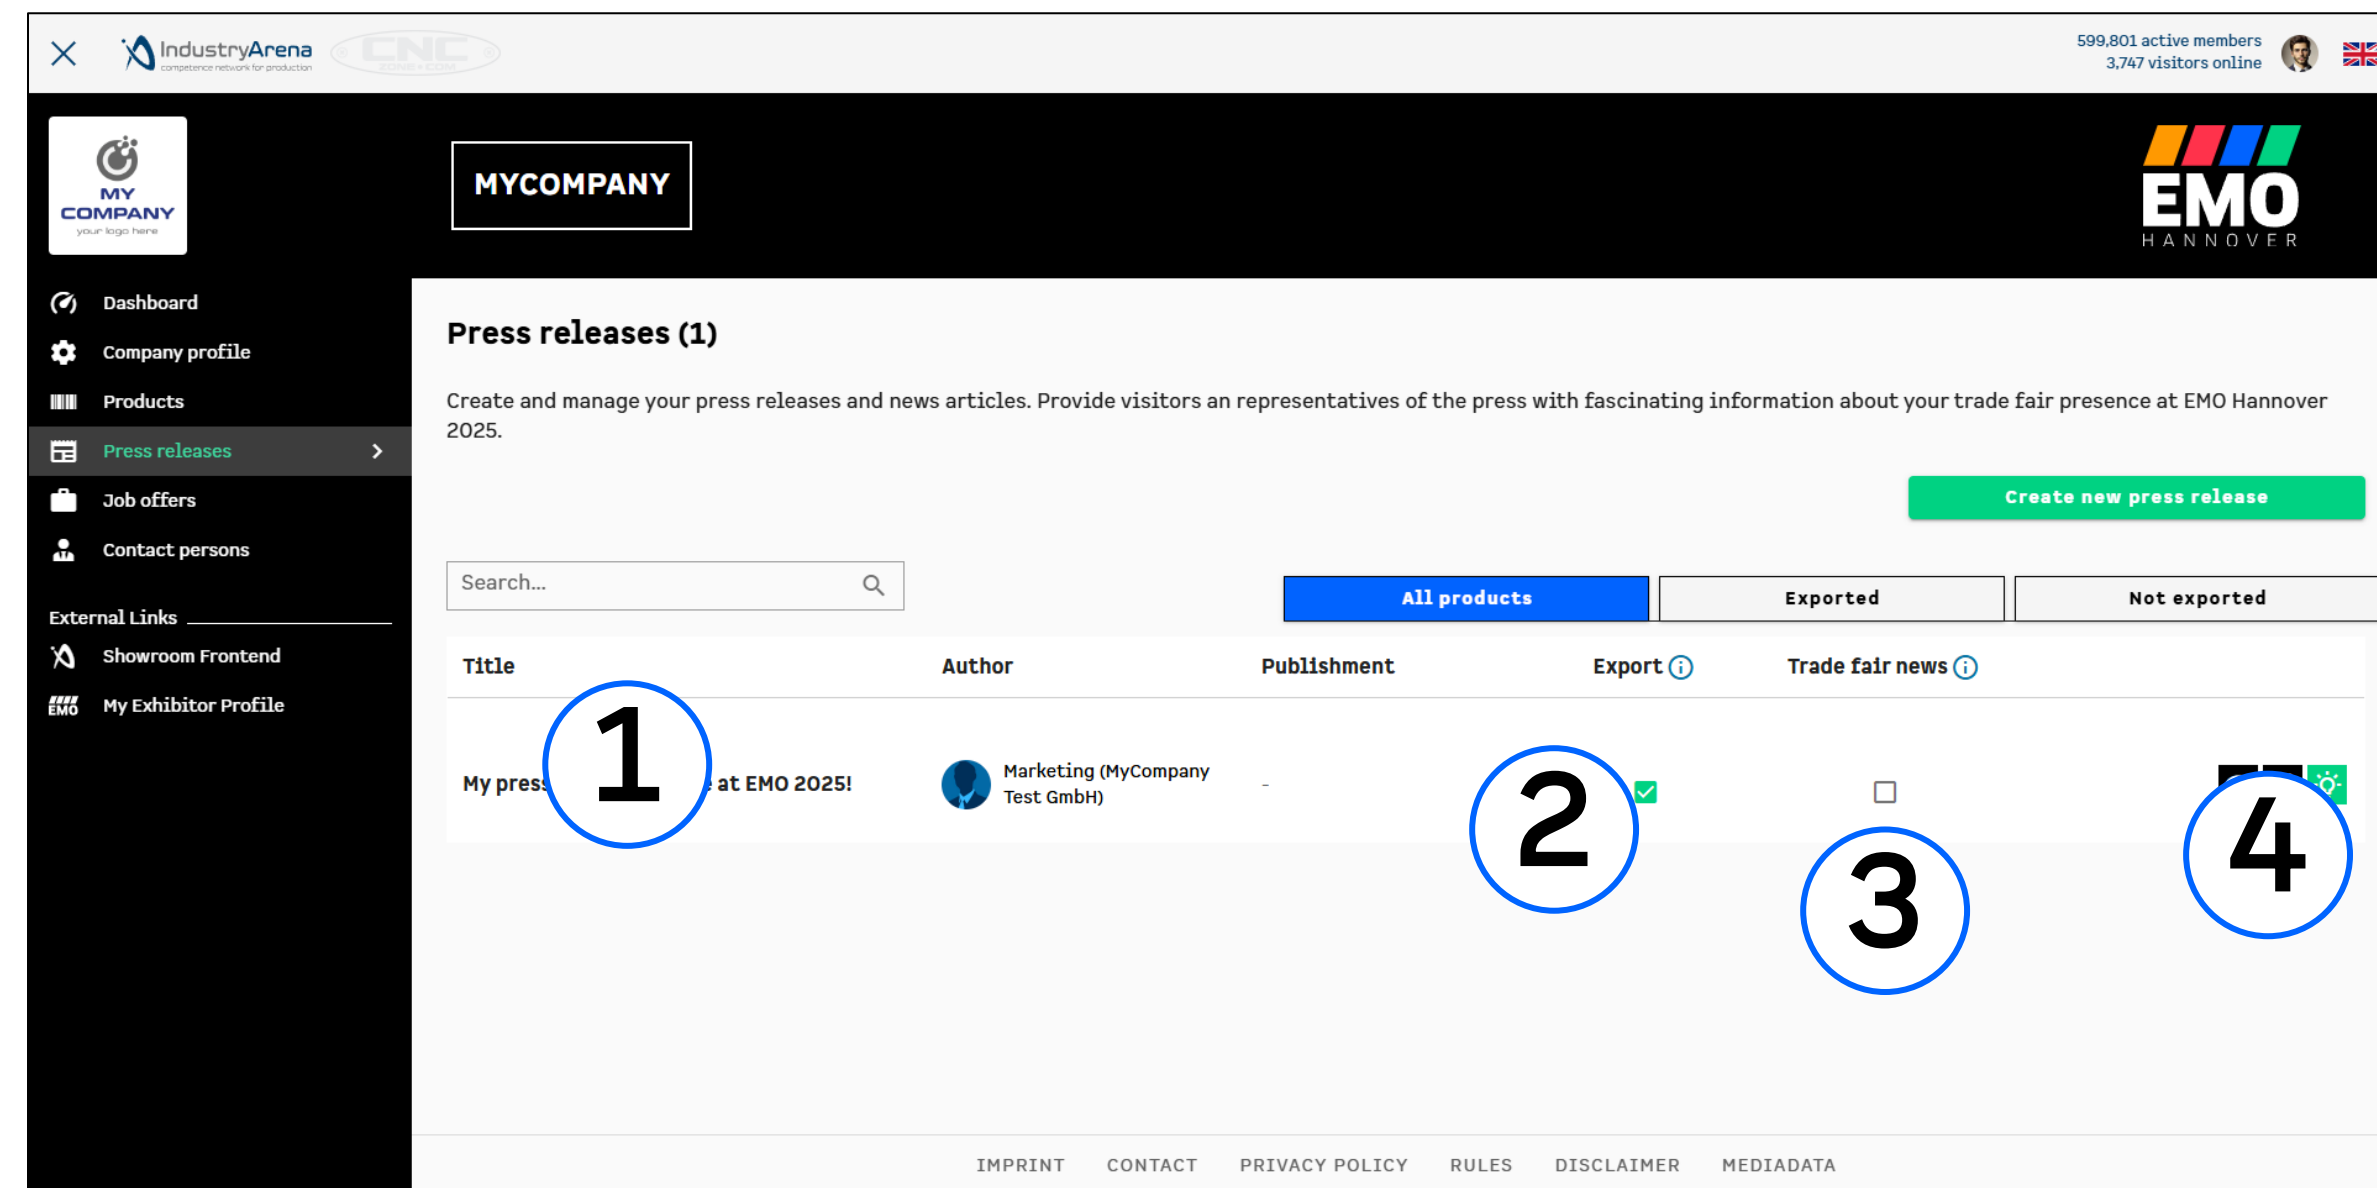 IndustryArena
competence network for production
CNC
ZONE.COM
599,801 active members
3,747 visitors online
MY
COMPANY
your logo here
MYCOMPANY
EMO
HANNOVER
Dashboard
Company profile
Products
Press releases
Job offers
Contact persons
External Links
Showroom Frontend
EMO
My Exhibitor Profile
Press releases (1)
Create and manage your press releases and news articles. Provide visitors an representatives of the press with fascinating information about your trade fair presence at EMO Hannover
2025.
Create new press release
Search...
All products
Exported
Not exported
Title
Author
Publishment
Export
Trade fair news
My press
at EMO 2025!
Marketing (MyCompany
Test GmbH)
-
1
2
3
4
IMPRINT CONTACT PRIVACY POLICY RULES DISCLAIMER MEDIADATA